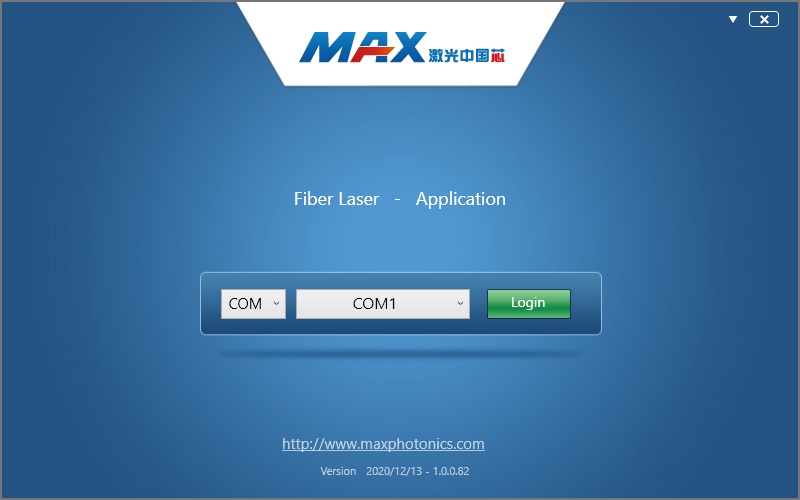 MAX 激光中国芯
Fiber Laser - Application
COM COM1 Login
http://www.maxphotonics.com
Version 2020/12/13 - 1.0.0.82